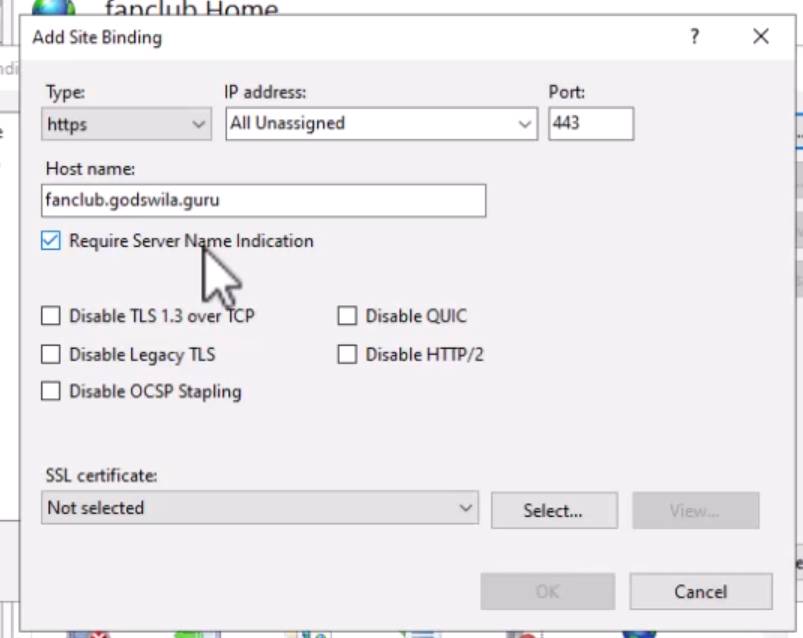 fanclub Home
Add Site Binding
?
Type:
IP address:
Port:
https
All Unassigned
443
Host name:
fanclub.godswila.guru
Require Server Name Indication
Disable TLS 1.3 over TCP
Disable QUIC
Disable Legacy TLS
Disable HTTP/2
Disable OCSP Stapling
SSL certificate:
Not selected
Select...
View...
OK
Cancel